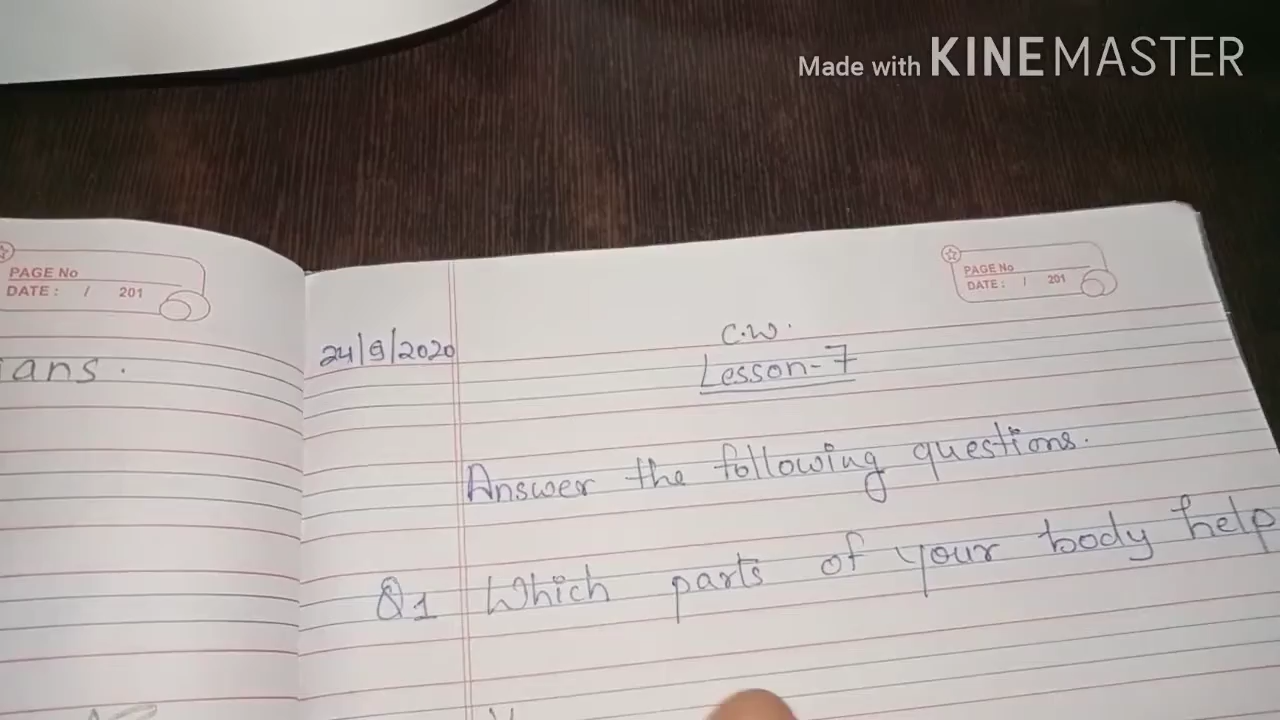 Made with KINEMASTER
PAGE No
DATE : / 201
ans.
PAGE No
DATE : / 201
24/9/2020
C.W.
Lesson-7
Answer the following questions.
Q1 Which parts of your body help